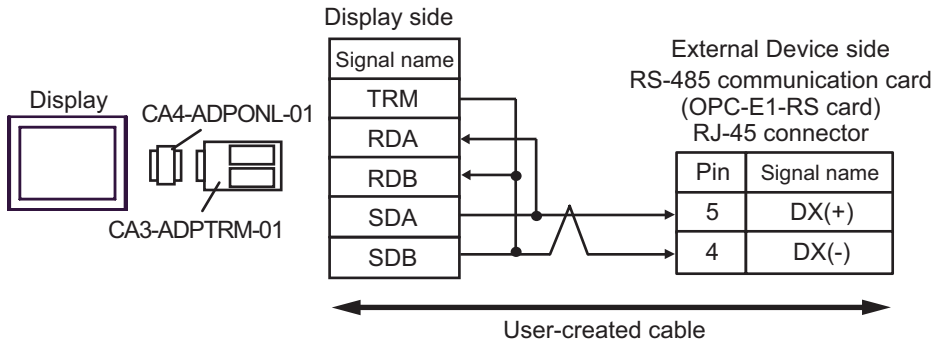 Display side
Signal name
TRM
RDA
RDB
SDA
SDB
Display
CA4-ADPONL-01
CA3-ADPTRM-01
External Device side
RS-485 communication card
(OPC-E1-RS card)
RJ-45 connector
Pin Signal name
5 DX(+)
4 DX(-)
User-created cable